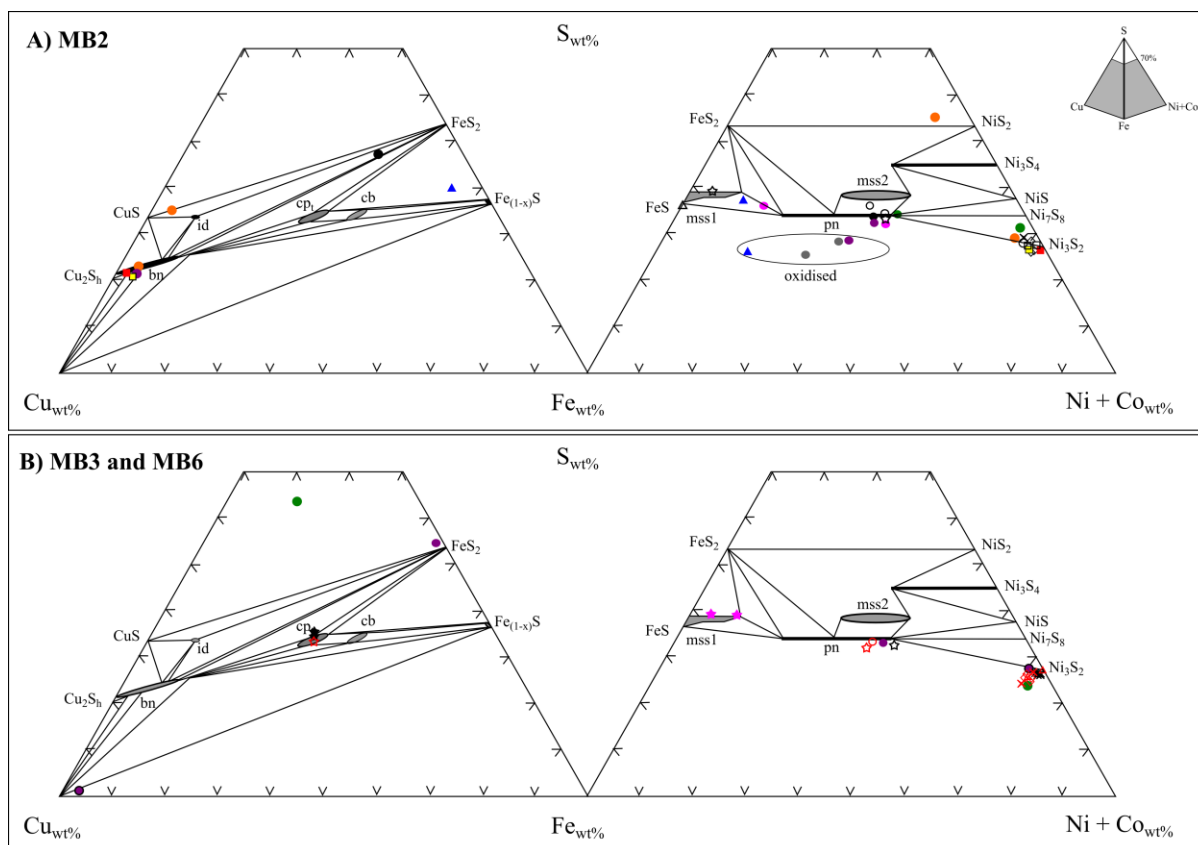 A) MB2
S wt%
S
70%
Cu
Ni+Co
Fe
FeS₂
FeS₂
NiS₂
Ni₃S₄
CuS
id
cpₜ
cb
Fe₍₁₋ₓ₎S
FeS
mss1
mss2
NiS
Ni₇S₈
pn
Cu₂Sₕ
bn
Ni₃S₂
oxidised
Cu wt%
Fe wt%
Ni + Co wt%
B) MB3 and MB6
S wt%
FeS₂
FeS₂
NiS₂
Ni₃S₄
CuS
id
cp
cb
Fe₍₁₋ₓ₎S
FeS
mss1
mss2
NiS
Ni₇S₈
pn
Cu₂Sₕ
bn
Ni₃S₂
Cu wt%
Fe wt%
Ni + Co wt%